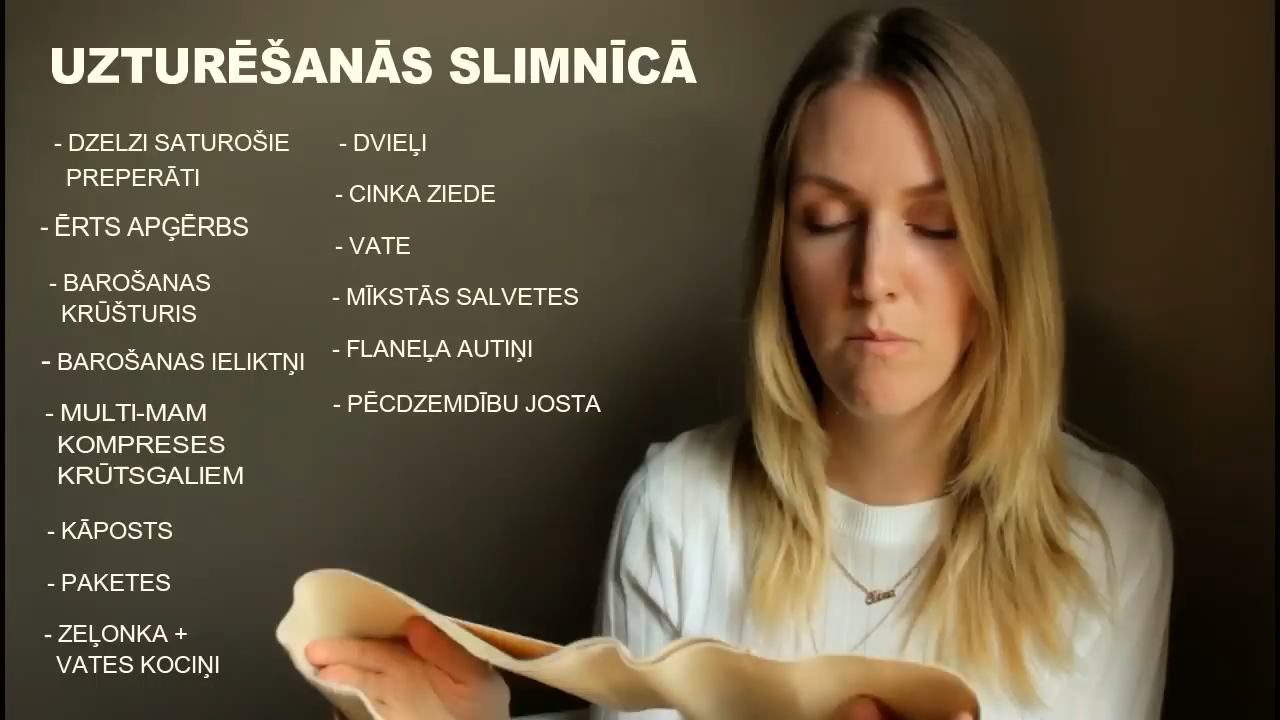 UZTURĒŠANĀS SLIMNĪCĀ
- DZELZI SATUROŠIE
PREPERĀTI
- ĒRTS APĢĒRBS
- BAROŠANAS
KRŪŠTURIS
- BAROŠANAS IELIKTŅI
- MULTI-MAM
KOMPRESES
KRŪTSGALIEM
- KĀPOSTS
- PAKETES
- ZEĻONKA +
VATES KOCIŅI
- DVIEĻI
- CINKA ZIEDE
- VATE
- MĪKSTĀS SALVETES
- FLANEĻA AUTIŅI
- PĒCDZEMDĪBU JOSTA